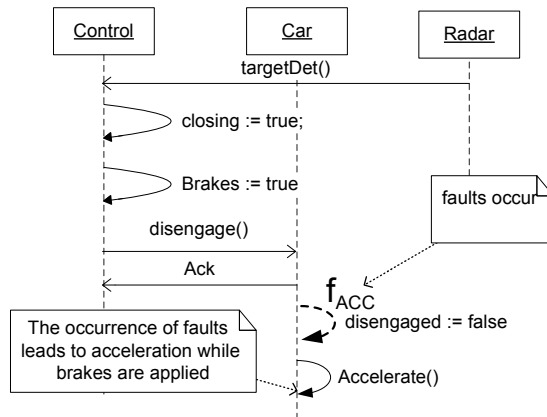 Control
Car
Radar
targetDet()
closing := true;
Brakes := true
faults occur
disengage()
Ack
fACC
disengaged := false
The occurrence of faults
leads to acceleration while
brakes are applied
Accelerate()